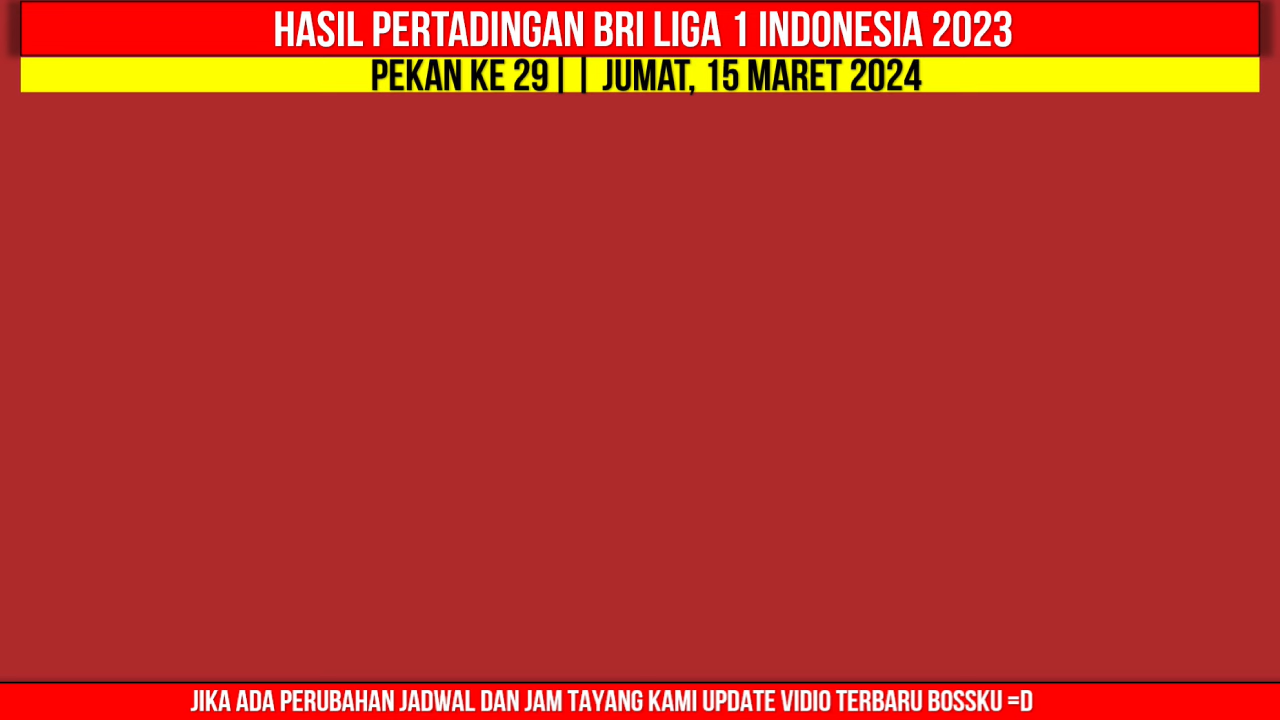 HASIL PERTADINGAN BRI LIGA 1 INDONESIA 2023
PEKAN KE 29 | | JUMAT, 15 MARET 2024
JIKA ADA PERUBAHAN JADWAL DAN JAM TAYANG KAMI UPDATE VIDIO TERBARU BOSSKU =D